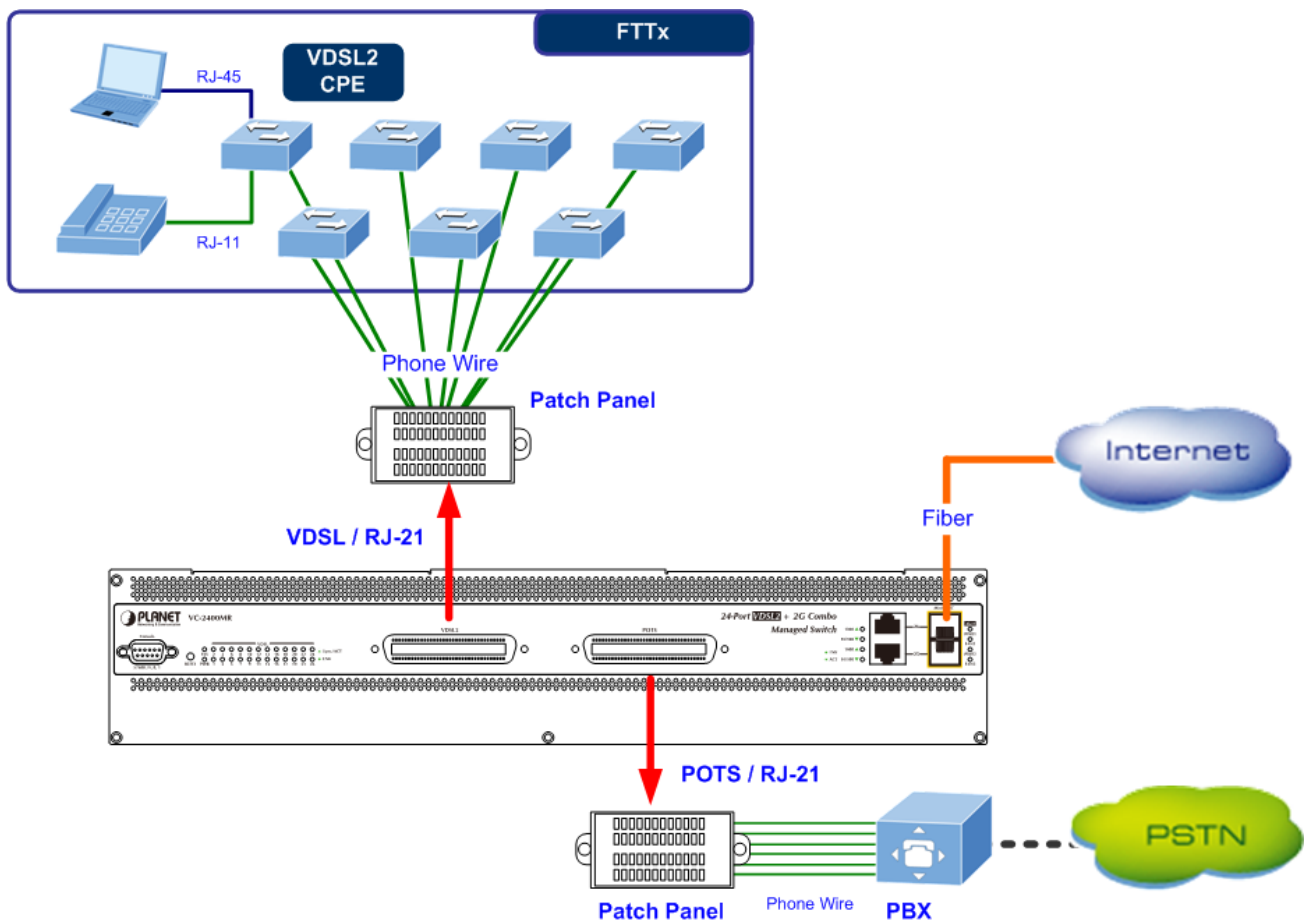 FTTx
VDSL2
CPE
RJ-45
RJ-11
Phone Wire
Patch Panel
Internet
Fiber
VDSL / RJ-21
PLANET
VC-2400MR
24-Port VDSL2 + 2G Combo
Managed Switch
VDSL2
POTS
POTS / RJ-21
PSTN
Phone Wire
Patch Panel
PBX